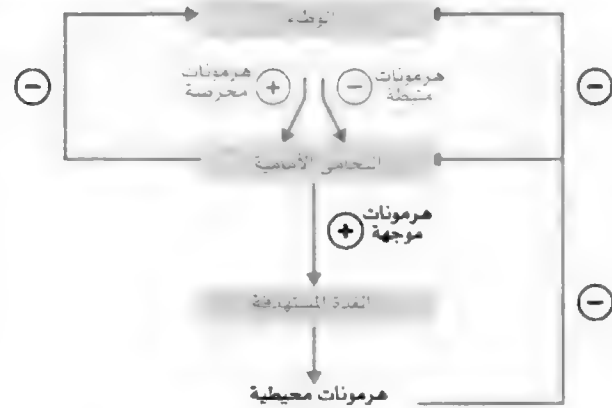 الوطاء
هرمونات
محرضة
+
هرمونات
مثبطة
−
−
−
النخامى الأمامية
هرمونات
موجهة
+
الغدة المستهدفة
−
هرمونات محيطية